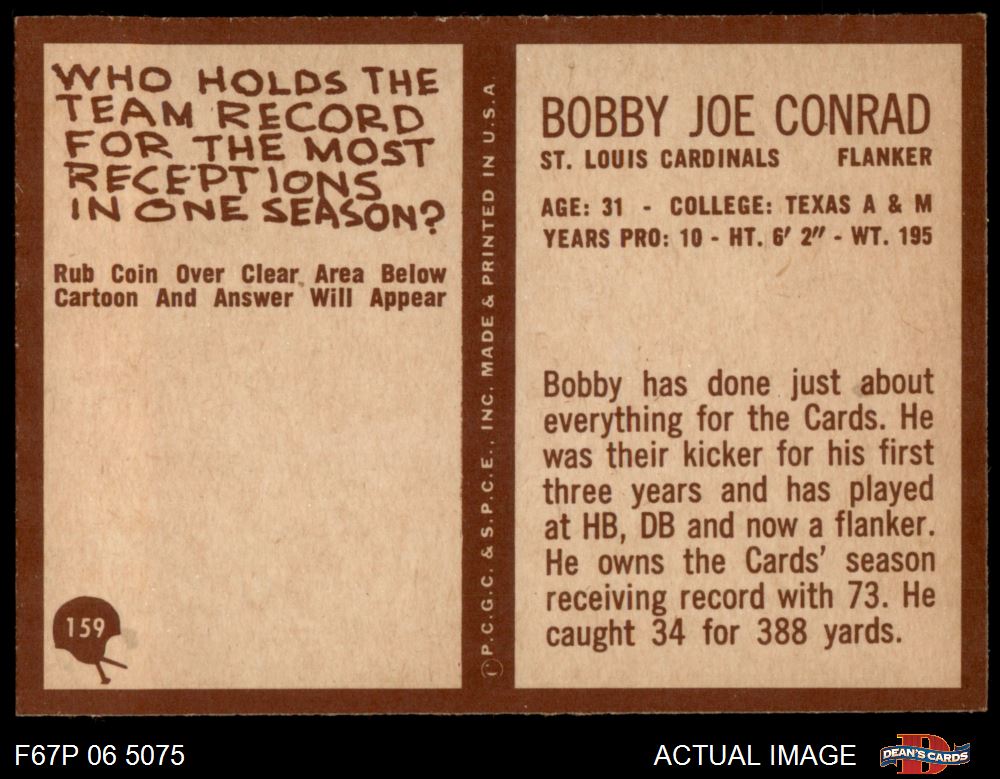 WHO HOLDS THE
TEAM RECORD
FOR THE MOST
RECEPTIONS
IN ONE SEASON?
Rub Coin Over Clear Area Below
Cartoon And Answer Will Appear
159
©P.C.G.C. & S.P.C.E., INC. MADE & PRINTED IN U.S.A.
BOBBY JOE CONRAD
ST. LOUIS CARDINALS FLANKER
AGE: 31 - COLLEGE: TEXAS A & M
YEARS PRO: 10 - HT. 6' 2" - WT. 195
Bobby has done just about
everything for the Cards. He
was their kicker for his first
three years and has played
at HB, DB and now a flanker.
He owns the Cards' season
receiving record with 73. He
caught 34 for 388 yards.
F67P 06 5075
ACTUAL IMAGE
DEAN'S CARDS